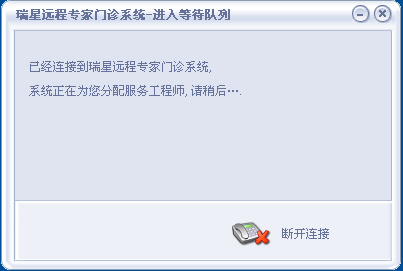 瑞星远程专家门诊系统-进入等待队列
已经连接到瑞星远程专家门诊系统,
系统正在为您分配服务工程师, 请稍后···.
断开连接